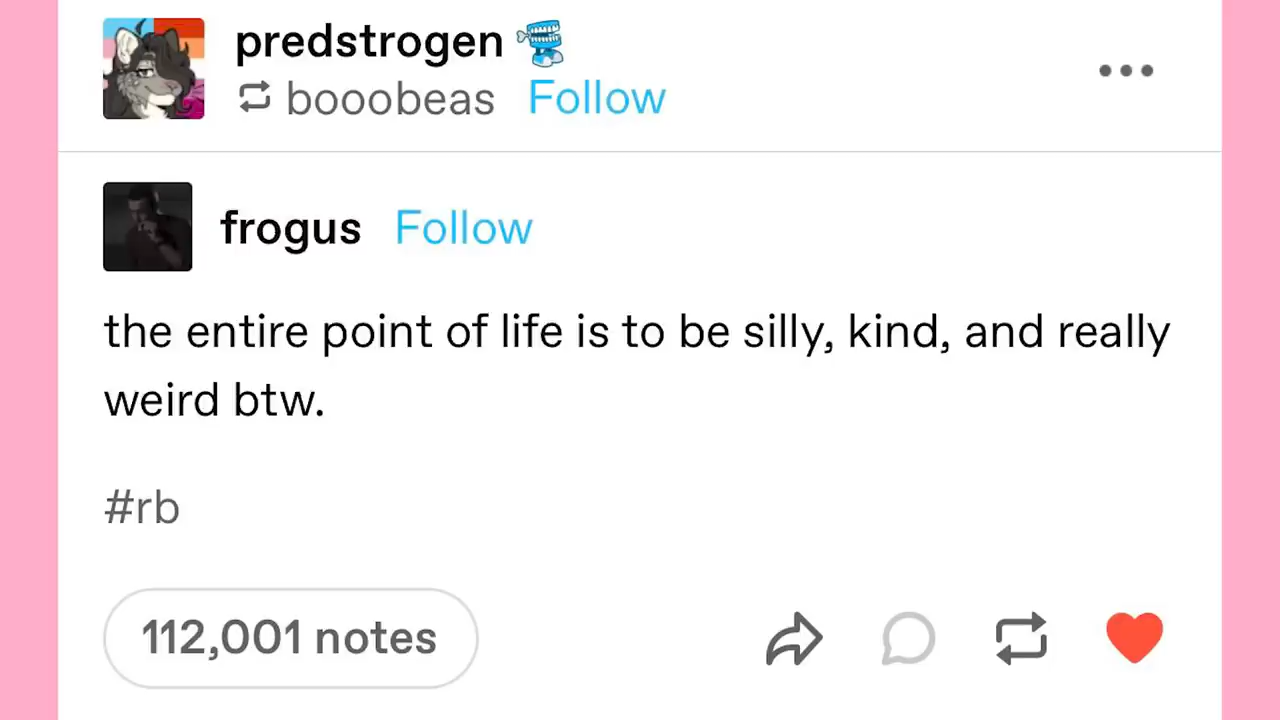 predstrogen
booobeas Follow
frogus Follow
the entire point of life is to be silly, kind, and really
weird btw.
#rb
112,001 notes